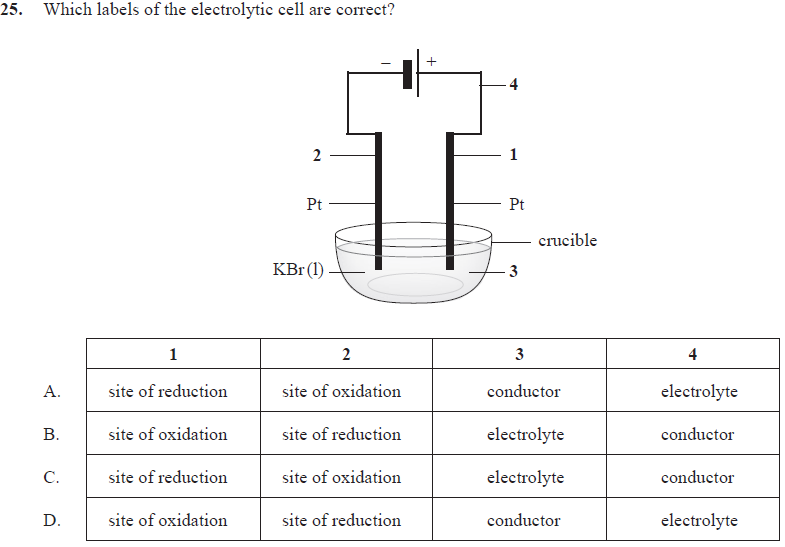 25. Which labels of the electrolytic cell are correct?
– +
4
2 1
Pt Pt
crucible
KBr (l) 3
1 2 3 4
A. site of reduction site of oxidation conductor electrolyte
B. site of oxidation site of reduction electrolyte conductor
C. site of reduction site of oxidation electrolyte conductor
D. site of oxidation site of reduction conductor electrolyte